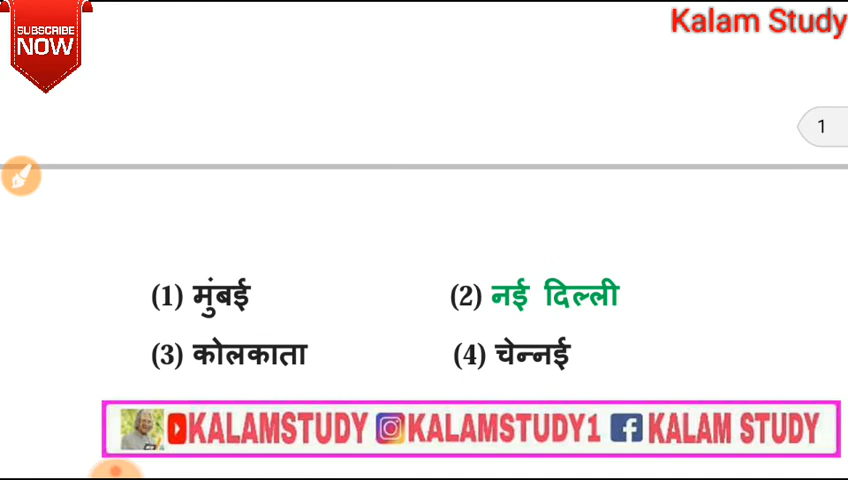 SUBSCRIBE
NOW
Kalam Study
1
(1) मुंबई (2) नई दिल्ली
(3) कोलकाता (4) चेन्नई
KALAMSTUDY KALAMSTUDY1 KALAM STUDY